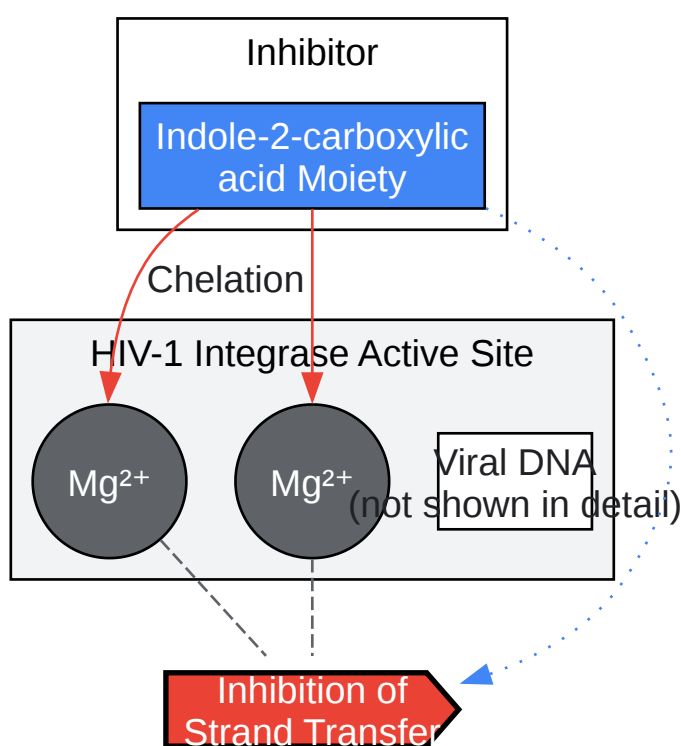 Inhibitor
Indole-2-carboxylic
acid Moiety
Chelation
HIV-1 Integrase Active Site
Mg²⁺
Mg²⁺
Viral DNA
(not shown in detail)
Inhibition of
Strand Transfer